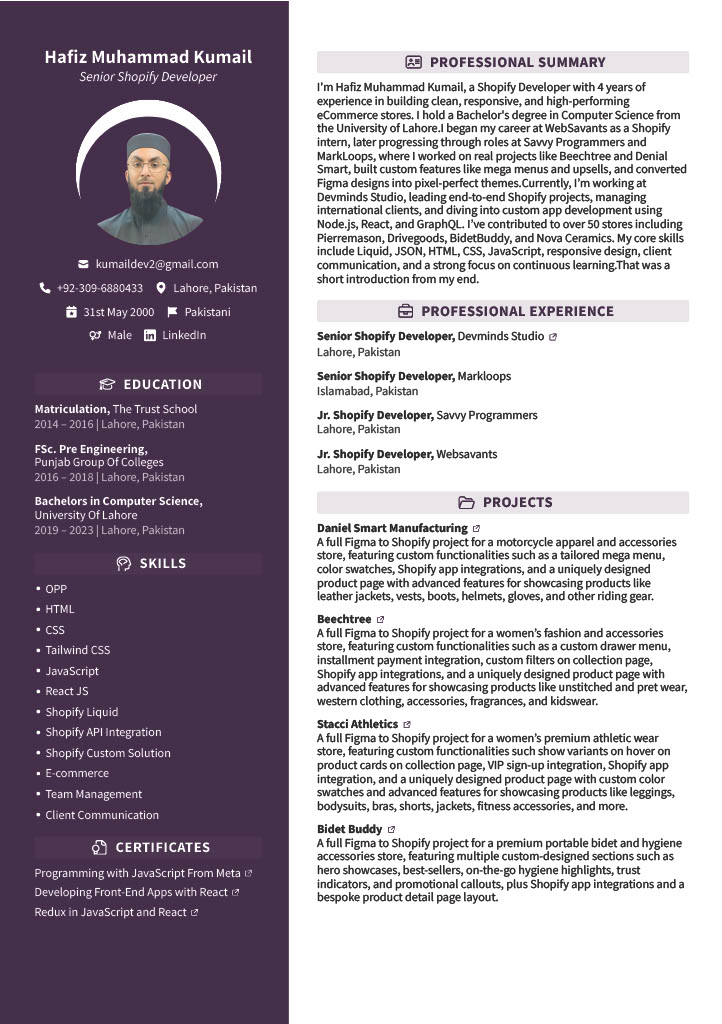 Hafiz Muhammad Kumail
Senior Shopify Developer
kumaildev2@gmail.com
+92-309-6880433 Lahore, Pakistan
31st May 2000 Pakistani
Male LinkedIn
EDUCATION
Matriculation, The Trust School
2014 – 2016 | Lahore, Pakistan
FSc. Pre Engineering,
Punjab Group Of Colleges
2016 – 2018 | Lahore, Pakistan
Bachelors in Computer Science,
University Of Lahore
2019 – 2023 | Lahore, Pakistan
SKILLS
• OPP
• HTML
• CSS
• Tailwind CSS
• JavaScript
• React JS
• Shopify Liquid
• Shopify API Integration
• Shopify Custom Solution
• E-commerce
• Team Management
• Client Communication
CERTIFICATES
Programming with JavaScript From Meta
Developing Front-End Apps with React
Redux in JavaScript and React
PROFESSIONAL SUMMARY
I'm Hafiz Muhammad Kumail, a Shopify Developer with 4 years of
experience in building clean, responsive, and high-performing
eCommerce stores. I hold a Bachelor's degree in Computer Science from
the University of Lahore.I began my career at WebSavants as a Shopify
intern, later progressing through roles at Savvy Programmers and
MarkLoops, where I worked on real projects like Beechtree and Denial
Smart, built custom features like mega menus and upsells, and converted
Figma designs into pixel-perfect themes.Currently, I'm working at
Devminds Studio, leading end-to-end Shopify projects, managing
international clients, and diving into custom app development using
Node.js, React, and GraphQL. I've contributed to over 50 stores including
Pierremason, Drivegoods, BidetBuddy, and Nova Ceramics. My core skills
include Liquid, JSON, HTML, CSS, JavaScript, responsive design, client
communication, and a strong focus on continuous learning.That was a
short introduction from my end.
PROFESSIONAL EXPERIENCE
Senior Shopify Developer, Devminds Studio
Lahore, Pakistan
Senior Shopify Developer, Markloops
Islamabad, Pakistan
Jr. Shopify Developer, Savvy Programmers
Lahore, Pakistan
Jr. Shopify Developer, Websavants
Lahore, Pakistan
PROJECTS
Daniel Smart Manufacturing
A full Figma to Shopify project for a motorcycle apparel and accessories
store, featuring custom functionalities such as a tailored mega menu,
color swatches, Shopify app integrations, and a uniquely designed
product page with advanced features for showcasing products like
leather jackets, vests, boots, helmets, gloves, and other riding gear.
Beechtree
A full Figma to Shopify project for a women's fashion and accessories
store, featuring custom functionalities such as a custom drawer menu,
installment payment integration, custom filters on collection page,
Shopify app integrations, and a uniquely designed product page with
advanced features for showcasing products like unstitched and pret wear,
western clothing, accessories, fragrances, and kidswear.
Stacci Athletics
A full Figma to Shopify project for a women's premium athletic wear
store, featuring custom functionalities such show variants on hover on
product cards on collection page, VIP sign-up integration, Shopify app
integration, and a uniquely designed product page with custom color
swatches and advanced features for showcasing products like leggings,
bodysuits, bras, shorts, jackets, fitness accessories, and more.
Bidet Buddy
A full Figma to Shopify project for a premium portable bidet and hygiene
accessories store, featuring multiple custom-designed sections such as
hero showcases, best-sellers, on-the-go hygiene highlights, trust
indicators, and promotional callouts, plus Shopify app integrations and a
bespoke product detail page layout.